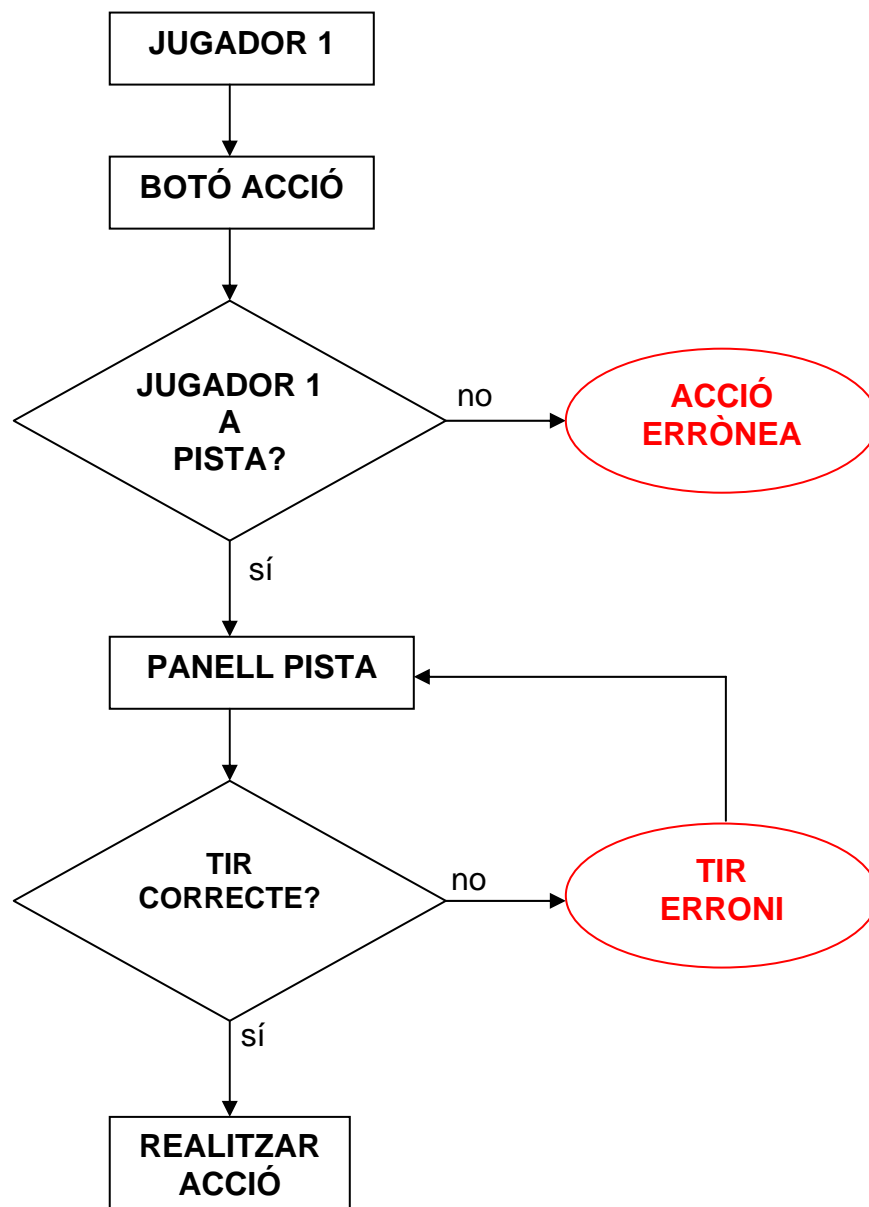 JUGADOR 1
BOTÓ ACCIÓ
JUGADOR 1
A
PISTA?
no
ACCIÓ
ERRÒNEA
sí
PANELL PISTA
TIR
CORRECTE?
no
TIR
ERRONI
sí
REALITZAR
ACCIÓ